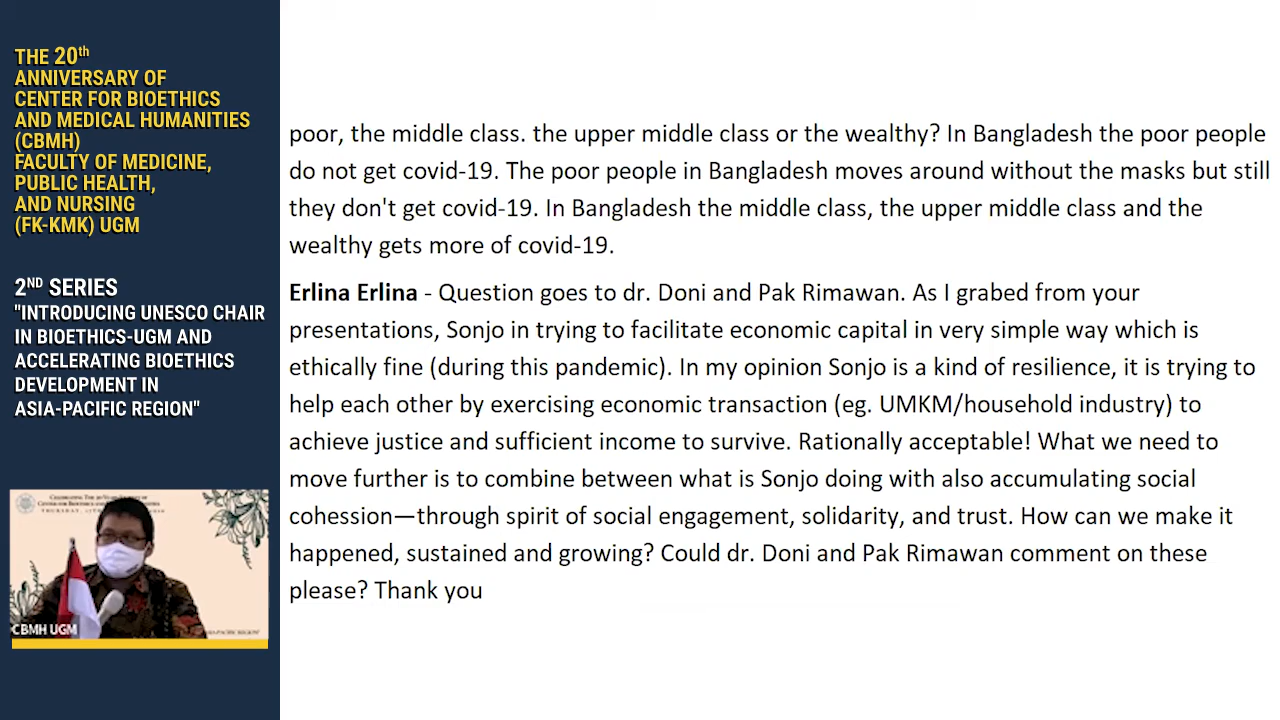 THE 20th
ANNIVERSARY OF
CENTER FOR BIOETHICS
AND MEDICAL HUMANITIES
(CBMH)
FACULTY OF MEDICINE,
PUBLIC HEALTH,
AND NURSING
(FK-KMK) UGM
2ND SERIES
"INTRODUCING UNESCO CHAIR
IN BIOETHICS-UGM AND
ACCELERATING BIOETHICS
DEVELOPMENT IN
ASIA-PACIFIC REGION"
CBMH UGM
poor, the middle class. the upper middle class or the wealthy? In Bangladesh the poor people
do not get covid-19. The poor people in Bangladesh moves around without the masks but still
they don't get covid-19. In Bangladesh the middle class, the upper middle class and the
wealthy gets more of covid-19.
Erlina Erlina - Question goes to dr. Doni and Pak Rimawan. As I grabed from your
presentations, Sonjo in trying to facilitate economic capital in very simple way which is
ethically fine (during this pandemic). In my opinion Sonjo is a kind of resilience, it is trying to
help each other by exercising economic transaction (eg. UMKM/household industry) to
achieve justice and sufficient income to survive. Rationally acceptable! What we need to
move further is to combine between what is Sonjo doing with also accumulating social
cohession—through spirit of social engagement, solidarity, and trust. How can we make it
happened, sustained and growing? Could dr. Doni and Pak Rimawan comment on these
please? Thank you